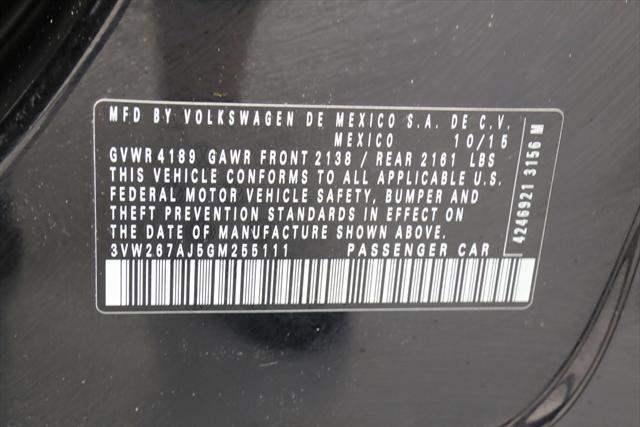 MFD BY VOLKSWAGEN DE MEXICO S.A. DE C.V.
MEXICO 10/15
GVWR 4189 GAWR FRONT 2138 / REAR 2161 LBS
THIS VEHICLE CONFORMS TO ALL APPLICABLE U.S.
FEDERAL MOTOR VEHICLE SAFETY, BUMPER AND
THEFT PREVENTION STANDARDS IN EFFECT ON
THE DATE OF MANUFACTURE SHOWN ABOVE.
3VW267AJ5GM255111 PASSENGER CAR
4246921 3156 M